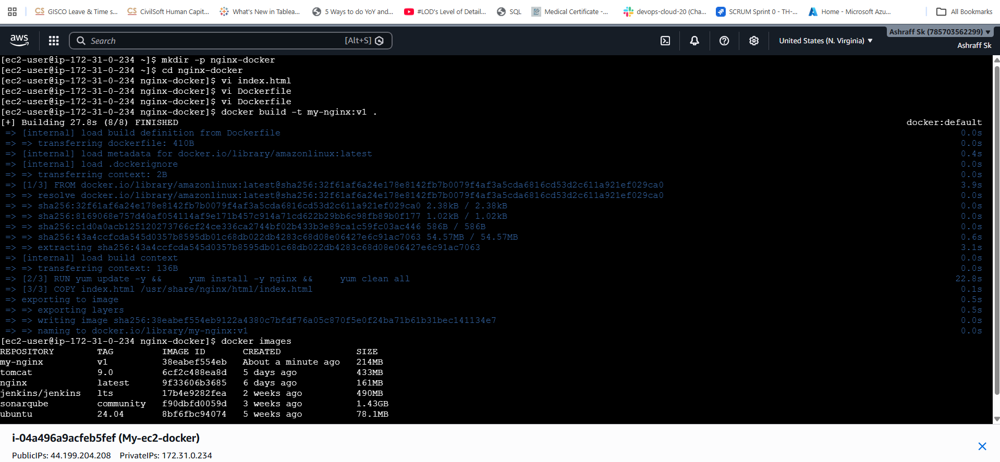 GISCO Leave & Time s...
CivilSoft Human Capit...
What's New in Tablea...
5 Ways to do YoY and...
#LOD's Level of Detail...
SQL
Medical Certificate -...
devops-cloud-20 (Cha...
SCRUM Sprint 0 - TH-...
Home - Microsoft Azu...
All Bookmarks
aws
Search
[Alt+S]
United States (N. Virginia)
Ashraff Sk (785703562299)
Ashraff Sk
[ec2-user@ip-172-31-0-234 ~]$ mkdir -p nginx-docker
[ec2-user@ip-172-31-0-234 ~]$ cd nginx-docker
[ec2-user@ip-172-31-0-234 nginx-docker]$ vi index.html
[ec2-user@ip-172-31-0-234 nginx-docker]$ vi Dockerfile
[ec2-user@ip-172-31-0-234 nginx-docker]$ vi Dockerfile
[ec2-user@ip-172-31-0-234 nginx-docker]$ docker build -t my-nginx:v1 .
[+] Building 27.8s (8/8) FINISHED docker:default
=> [internal] load build definition from Dockerfile 0.0s
=> => transferring dockerfile: 410B 0.0s
=> [internal] load metadata for docker.io/library/amazonlinux:latest 0.4s
=> [internal] load .dockerignore 0.0s
=> => transferring context: 2B 0.0s
=> [1/3] FROM docker.io/library/amazonlinux:latest@sha256:32f61af6a24e178e8142fb7b0079f4af3a5cda6816cd53d2c611a921ef029ca0 3.9s
=> => resolve docker.io/library/amazonlinux:latest@sha256:32f61af6a24e178e8142fb7b0079f4af3a5cda6816cd53d2c611a921ef029ca0 0.0s
=> => sha256:32f61af6a24e178e8142fb7b0079f4af3a5cda6816cd53d2c611a921ef029ca0 2.38kB / 2.38kB 0.0s
=> => sha256:8169068e757d40af054114af9e171b457c914a71cd622b29bb6c98fb89b0f177 1.02kB / 1.02kB 0.0s
=> => sha256:c1d0a0acb125120273766cf24ce336ca2744bf02b433b3e89ca1c59fc03ac446 586B / 586B 0.0s
=> => sha256:43a4ccfcda545d0357b8595db01c68db022db4283c68d08e06427e6c91ac7063 54.57MB / 54.57MB 0.6s
=> => extracting sha256:43a4ccfcda545d0357b8595db01c68db022db4283c68d08e06427e6c91ac7063 3.1s
=> [internal] load build context 0.0s
=> => transferring context: 136B 0.0s
=> [2/3] RUN yum update -y && yum install -y nginx && yum clean all 22.8s
=> [3/3] COPY index.html /usr/share/nginx/html/index.html 0.1s
=> exporting to image 0.5s
=> => exporting layers 0.5s
=> => writing image sha256:38eabef554eb9122a4380c7bfdf76a05c870f5e0f24ba71b61b31bec141134e7 0.0s
=> => naming to docker.io/library/my-nginx:v1 0.0s
[ec2-user@ip-172-31-0-234 nginx-docker]$ docker images
REPOSITORY TAG IMAGE ID CREATED SIZE
my-nginx v1 38eabef554eb About a minute ago 214MB
tomcat 9.0 6cf2c488ea8d 5 days ago 433MB
nginx latest 9f33606b3685 6 days ago 161MB
jenkins/jenkins lts 17b4e9282fea 2 weeks ago 490MB
sonarqube community f90dbfd0059d 3 weeks ago 1.43GB
ubuntu 24.04 8bf6fbc94074 5 weeks ago 78.1MB
i-04a496a9acfeb5fef (My-ec2-docker)
PublicIPs: 44.199.204.208 PrivateIPs: 172.31.0.234